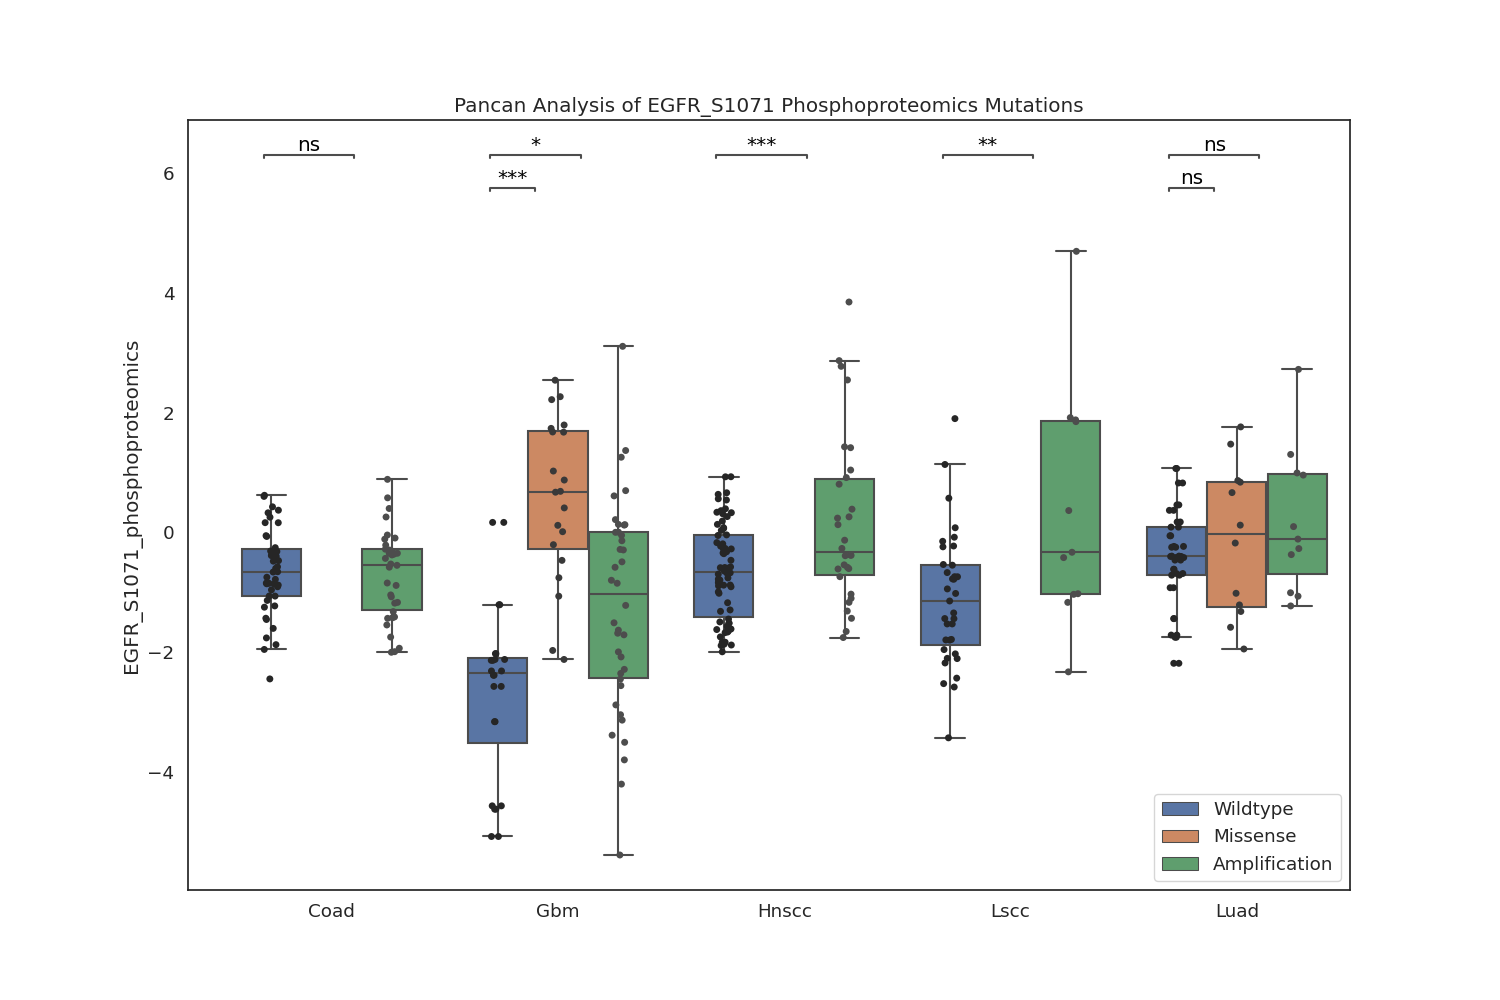 Pancan Analysis of EGFR_S1071 Phosphoproteomics Mutations
ns * *** ** ns
*** ns
EGFR_S1071_phosphoproteomics
6
4
2
0
−2
−4
Wildtype
Missense
Amplification
Coad Gbm Hnscc Lscc Luad